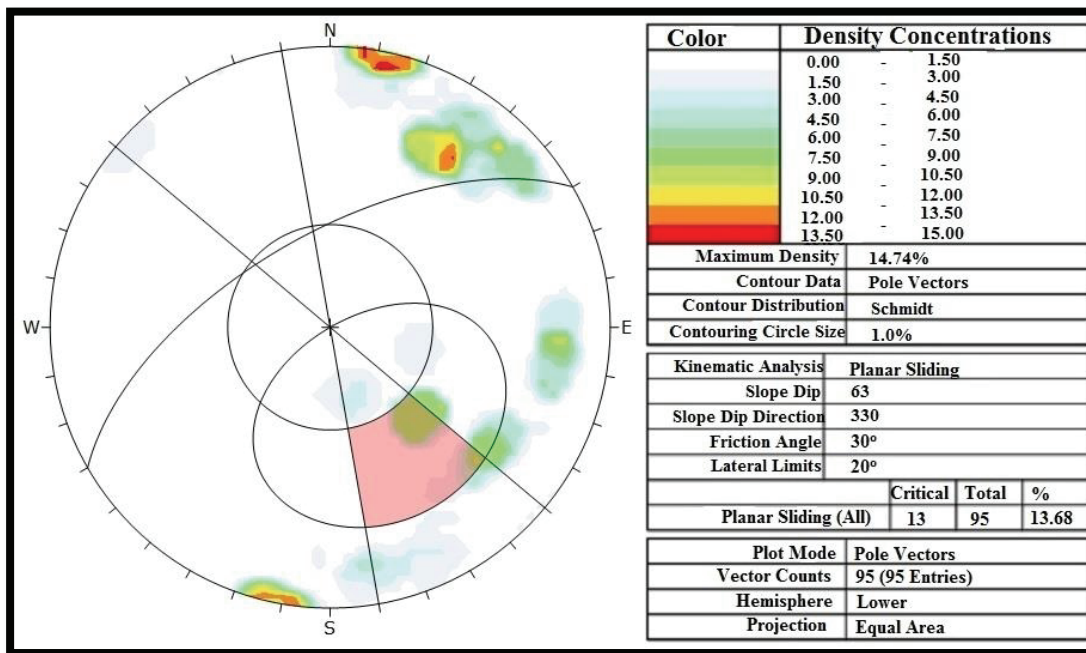 N
W
E
S
Color Density Concentrations
0.00 - 1.50
1.50 - 3.00
3.00 - 4.50
4.50 - 6.00
6.00 - 7.50
7.50 - 9.00
9.00 - 10.50
10.50 - 12.00
12.00 - 13.50
13.50 - 15.00
Maximum Density 14.74%
Contour Data Pole Vectors
Contour Distribution Schmidt
Contouring Circle Size 1.0%
Kinematic Analysis Planar Sliding
Slope Dip 63
Slope Dip Direction 330
Friction Angle 30°
Lateral Limits 20°
Critical Total %
Planar Sliding (All) 13 95 13.68
Plot Mode Pole Vectors
Vector Counts 95 (95 Entries)
Hemisphere Lower
Projection Equal Area